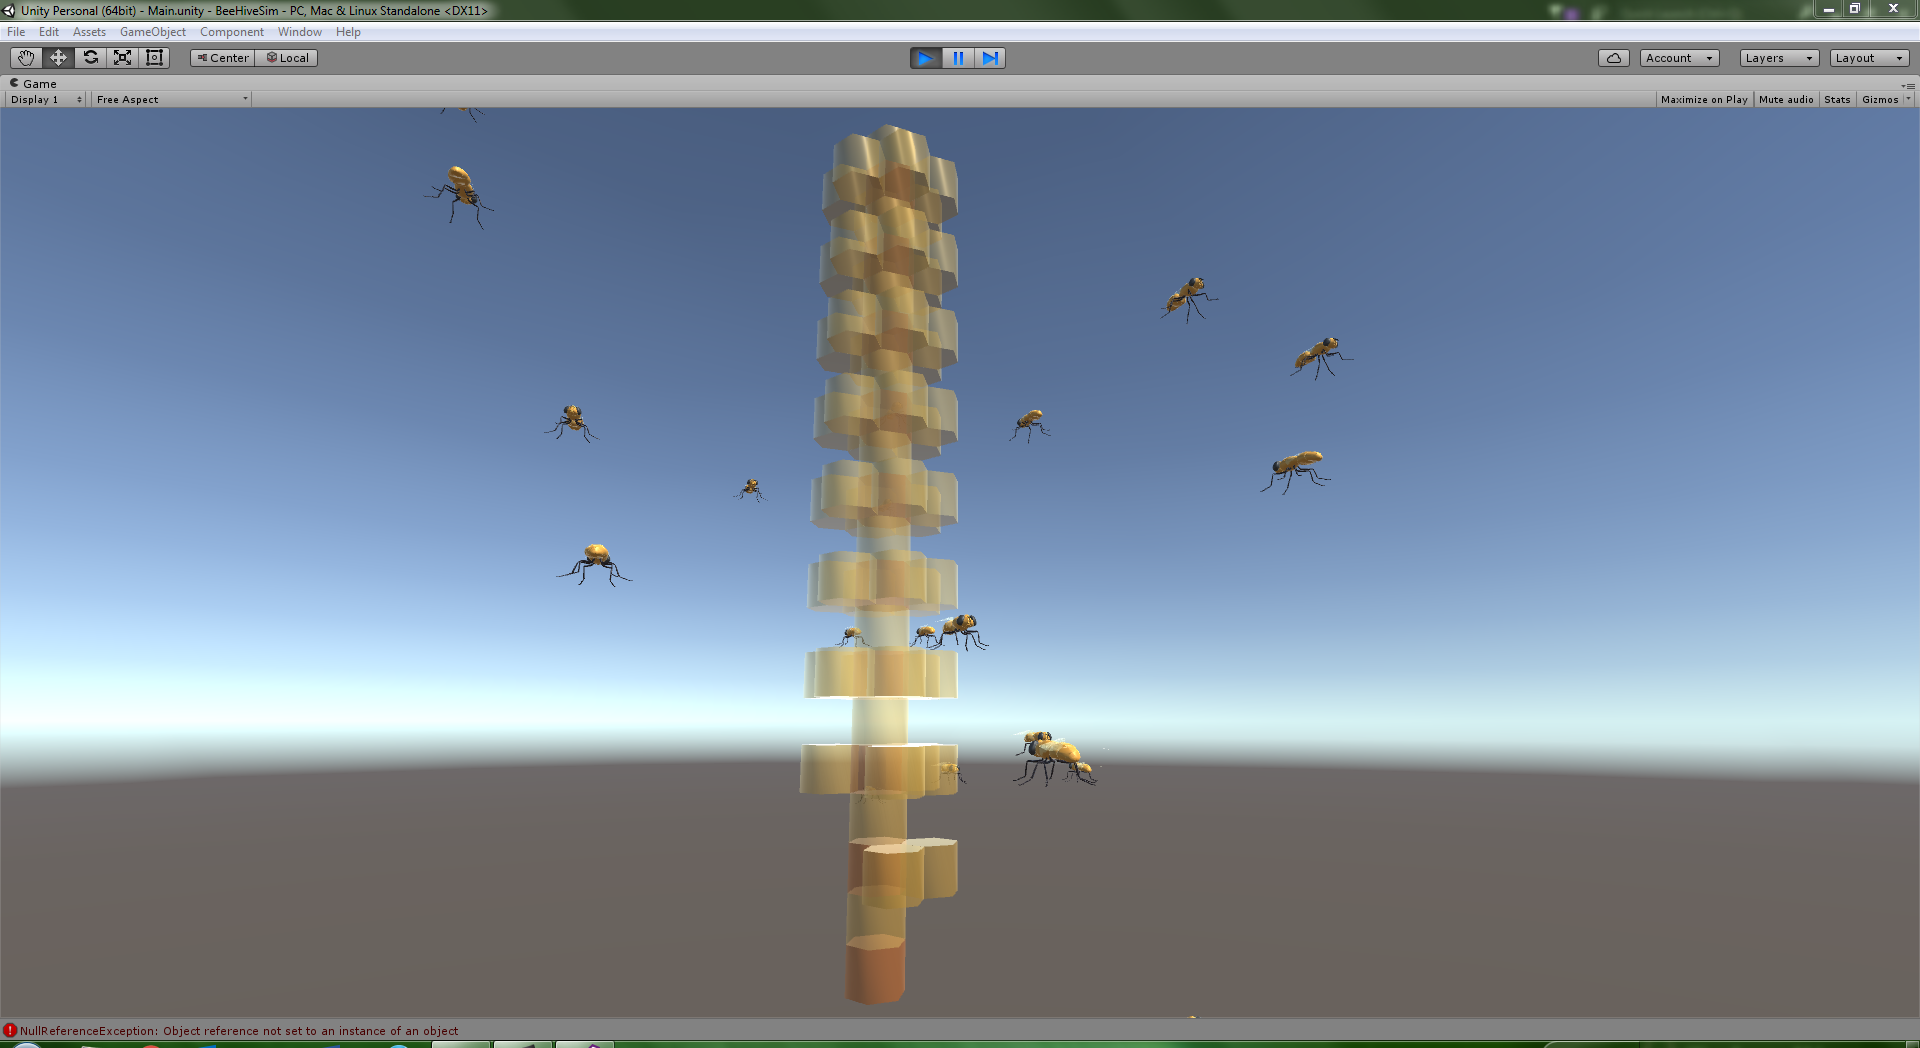 Unity Personal (64bit) - Main.unity - BeeHiveSim - PC, Mac & Linux Standalone <DX11>
File Edit Assets GameObject Component Window Help
Center Local Account Layers Layout
Game
Display 1 Free Aspect Maximize on Play Mute audio Stats Gizmos
NullReferenceException: Object reference not set to an instance of an object